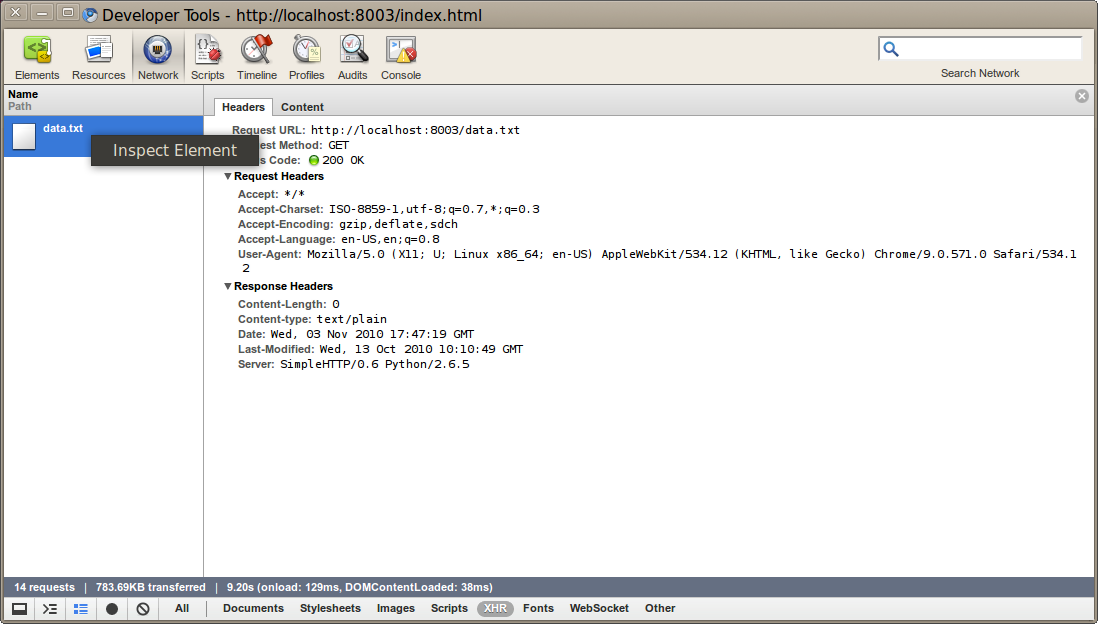 Developer Tools - http://localhost:8003/index.html
Elements Resources Network Scripts Timeline Profiles Audits Console Search Network
Name
Path
data.txt
Inspect Element
Headers Content
Request URL: http://localhost:8003/data.txt
est Method: GET
s Code: 200 OK
Request Headers
Accept: */*
Accept-Charset: ISO-8859-1,utf-8;q=0.7,*;q=0.3
Accept-Encoding: gzip,deflate,sdch
Accept-Language: en-US,en;q=0.8
User-Agent: Mozilla/5.0 (X11; U; Linux x86_64; en-US) AppleWebKit/534.12 (KHTML, like Gecko) Chrome/9.0.571.0 Safari/534.1
2
Response Headers
Content-Length: 0
Content-type: text/plain
Date: Wed, 03 Nov 2010 17:47:19 GMT
Last-Modified: Wed, 13 Oct 2010 10:10:49 GMT
Server: SimpleHTTP/0.6 Python/2.6.5
14 requests | 783.69KB transferred | 9.20s (onload: 129ms, DOMContentLoaded: 38ms)
All Documents Stylesheets Images Scripts XHR Fonts WebSocket Other